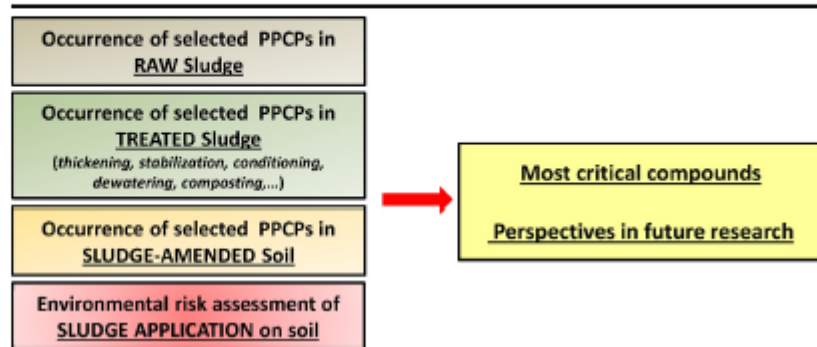 Occurrence of selected PPCPs in
RAW Sludge
Occurrence of selected PPCPs in
TREATED Sludge
(thickening, stabilization, conditioning,
dewatering, composting,...)
Occurrence of selected PPCPs in
SLUDGE-AMENDED Soil
Environmental risk assessment of
SLUDGE APPLICATION on soil
Most critical compounds
Perspectives in future research